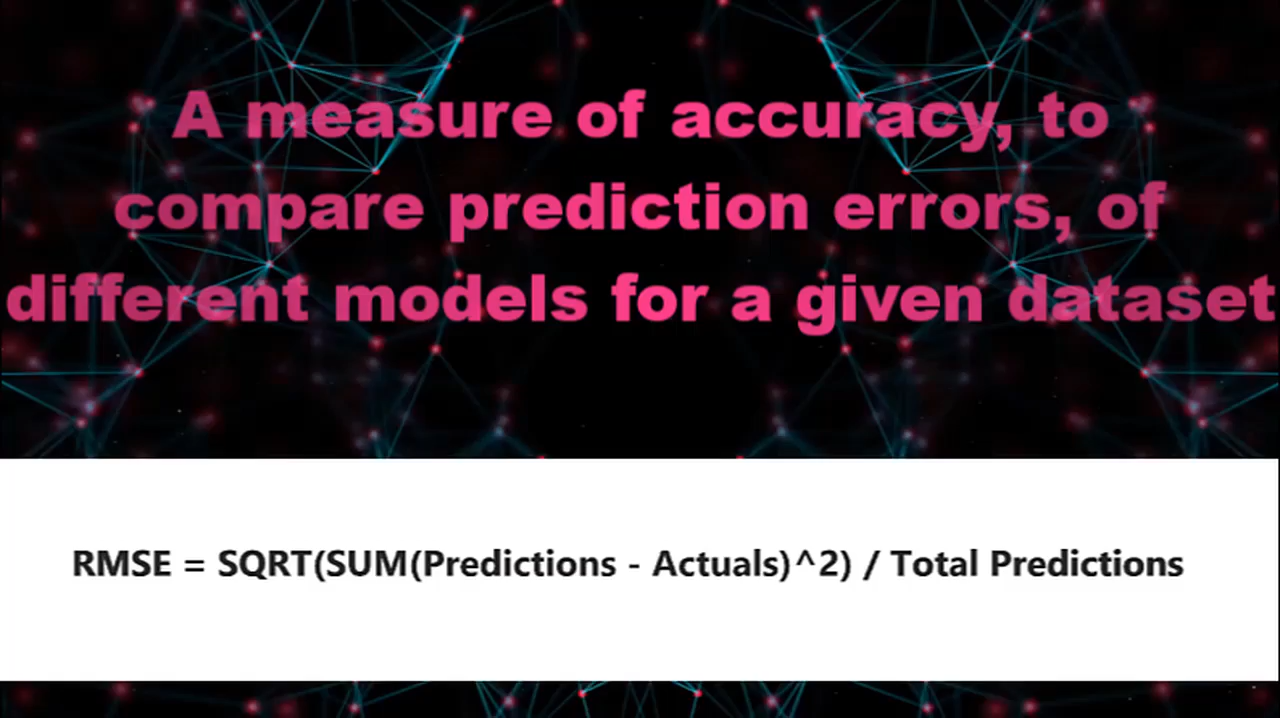 A measure of accuracy, to
compare prediction errors, of
different models for a given dataset
RMSE = SQRT(SUM(Predictions - Actuals)^2) / Total Predictions